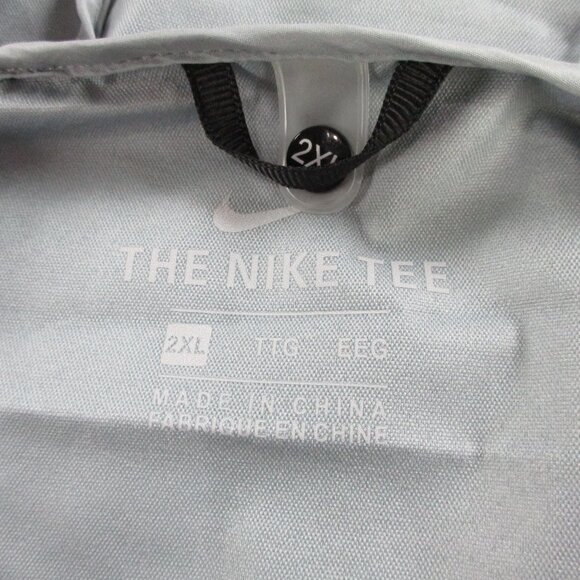 2XL
THE NIKE TEE
2XL TTG EEG
MADE IN CHINA
FABRIQUE EN CHINE